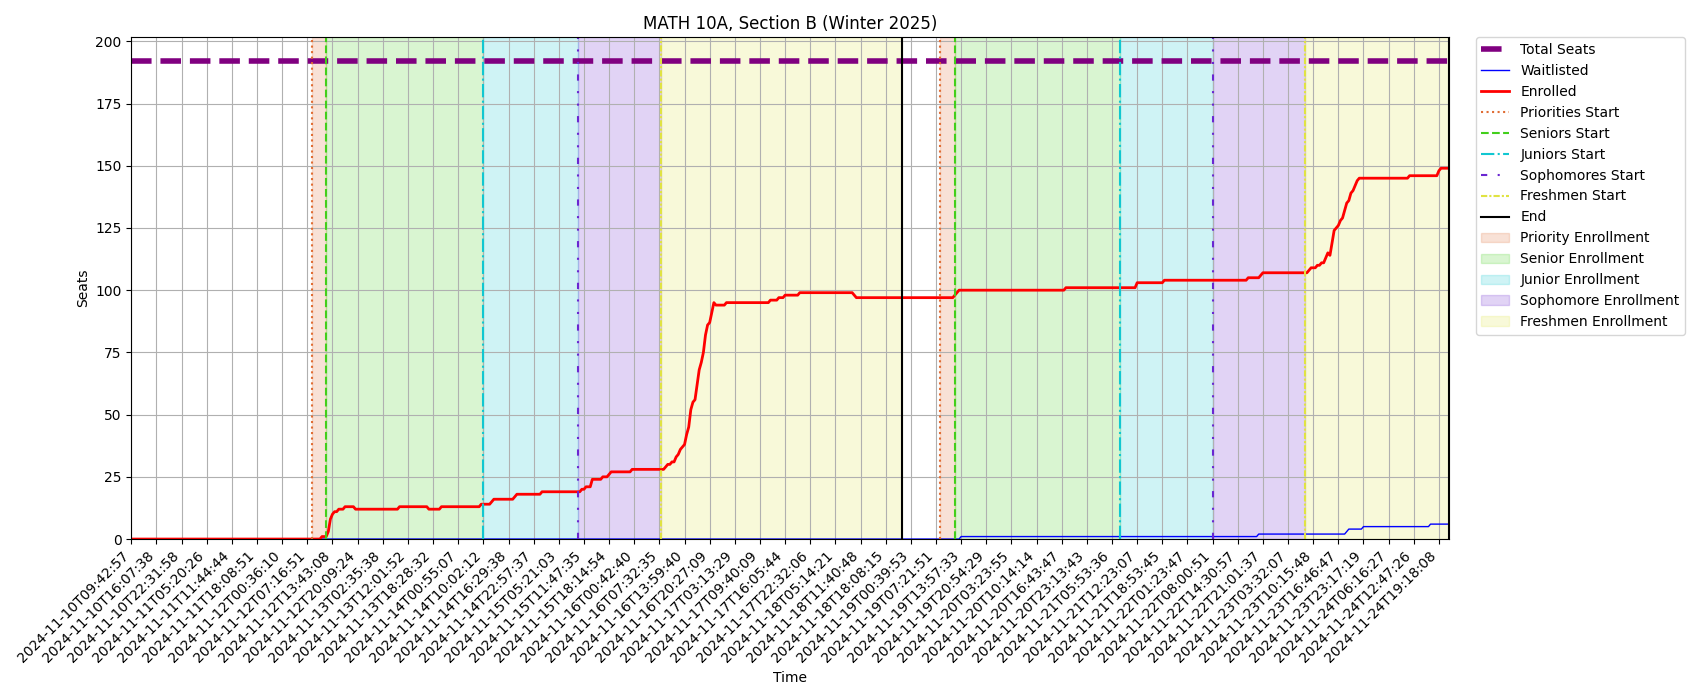 MATH 10A, Section B (Winter 2025)
200
175
150
125
100
75
50
25
0
Seats
2024-11-10T09:42:57
2024-11-10T16:07:38
2024-11-10T22:31:58
2024-11-11T05:20:26
2024-11-11T11:44:44
2024-11-11T18:08:51
2024-11-12T00:36:10
2024-11-12T07:16:51
2024-11-12T13:43:08
2024-11-12T20:09:24
2024-11-13T02:35:38
2024-11-13T12:01:52
2024-11-13T18:28:32
2024-11-14T00:55:07
2024-11-14T10:02:12
2024-11-14T16:29:38
2024-11-14T22:57:37
2024-11-15T05:21:03
2024-11-15T11:47:35
2024-11-15T18:14:54
2024-11-16T00:42:40
2024-11-16T07:32:35
2024-11-16T13:59:40
2024-11-16T20:27:09
2024-11-17T03:13:29
2024-11-17T09:40:09
2024-11-17T16:05:44
2024-11-17T22:32:06
2024-11-18T05:14:21
2024-11-18T11:40:48
2024-11-18T18:08:15
2024-11-19T00:39:53
2024-11-19T07:21:51
2024-11-19T13:57:33
2024-11-19T20:54:29
2024-11-20T03:23:55
2024-11-20T10:14:14
2024-11-20T16:43:47
2024-11-20T23:13:43
2024-11-21T05:53:36
2024-11-21T12:23:07
2024-11-21T18:53:45
2024-11-22T01:23:47
2024-11-22T08:00:51
2024-11-22T14:30:57
2024-11-22T21:01:37
2024-11-23T03:32:07
2024-11-23T10:15:48
2024-11-23T16:46:47
2024-11-23T23:17:19
2024-11-24T06:16:27
2024-11-24T12:47:26
2024-11-24T19:18:08
Time
Total Seats
Waitlisted
Enrolled
Priorities Start
Seniors Start
Juniors Start
Sophomores Start
Freshmen Start
End
Priority Enrollment
Senior Enrollment
Junior Enrollment
Sophomore Enrollment
Freshmen Enrollment